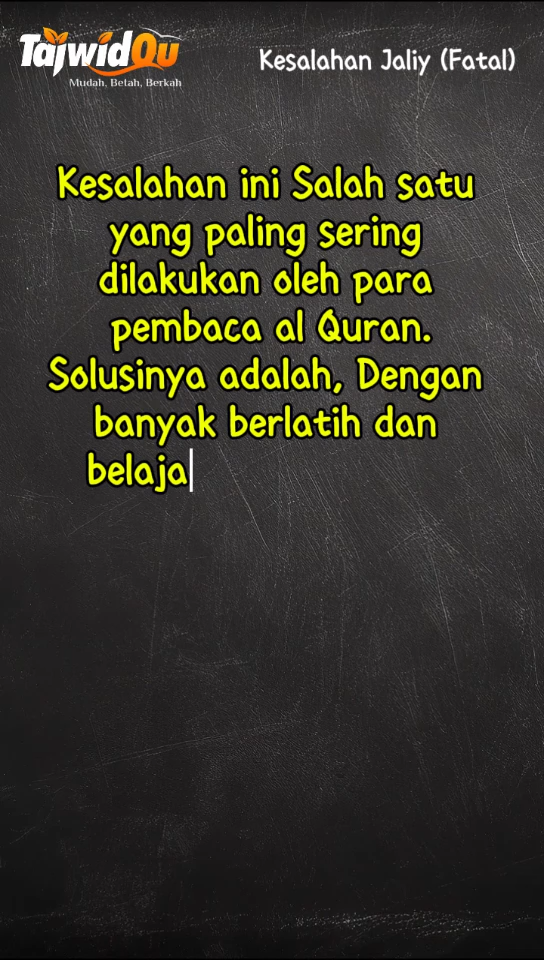 TajwidQu
Mudah, Betah, Berkah
Kesalahan Jaliy (Fatal)
Kesalahan ini Salah satu
yang paling sering
dilakukan oleh para
pembaca al Quran.
Solusinya adalah, Dengan
banyak berlatih dan
belaja